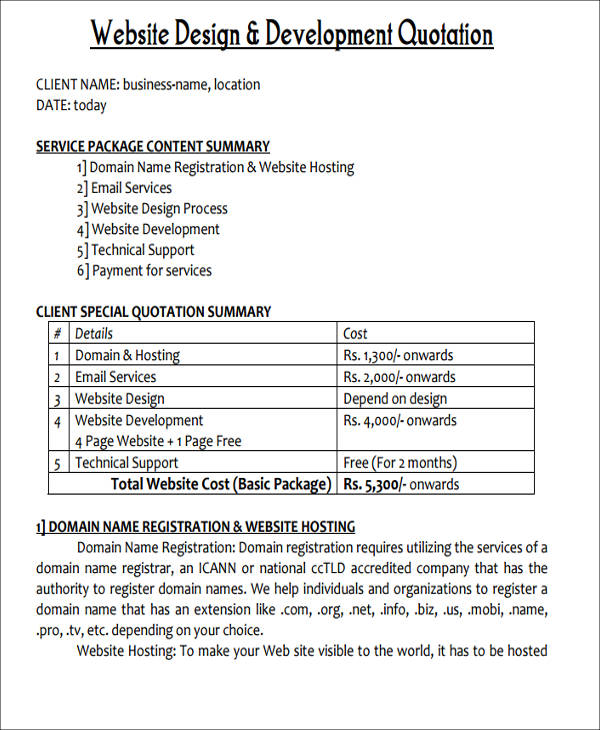 Website Design & Development Quotation
CLIENT NAME: business-name, location
DATE: today
SERVICE PACKAGE CONTENT SUMMARY
1] Domain Name Registration & Website Hosting
2] Email Services
3] Website Design Process
4] Website Development
5] Technical Support
6] Payment for services
CLIENT SPECIAL QUOTATION SUMMARY
# Details Cost
1 Domain & Hosting Rs. 1,300/- onwards
2 Email Services Rs. 2,000/- onwards
3 Website Design Depend on design
4 Website Development Rs. 4,000/- onwards
4 Page Website + 1 Page Free
5 Technical Support Free (For 2 months)
Total Website Cost (Basic Package) Rs. 5,300/- onwards
1] DOMAIN NAME REGISTRATION & WEBSITE HOSTING
Domain Name Registration: Domain registration requires utilizing the services of a
domain name registrar, an ICANN or national ccTLD accredited company that has the
authority to register domain names. We help individuals and organizations to register a
domain name that has an extension like .com, .org, .net, .info, .biz, .us, .mobi, .name,
.pro, .tv, etc. depending on your choice.
Website Hosting: To make your Web site visible to the world, it has to be hosted